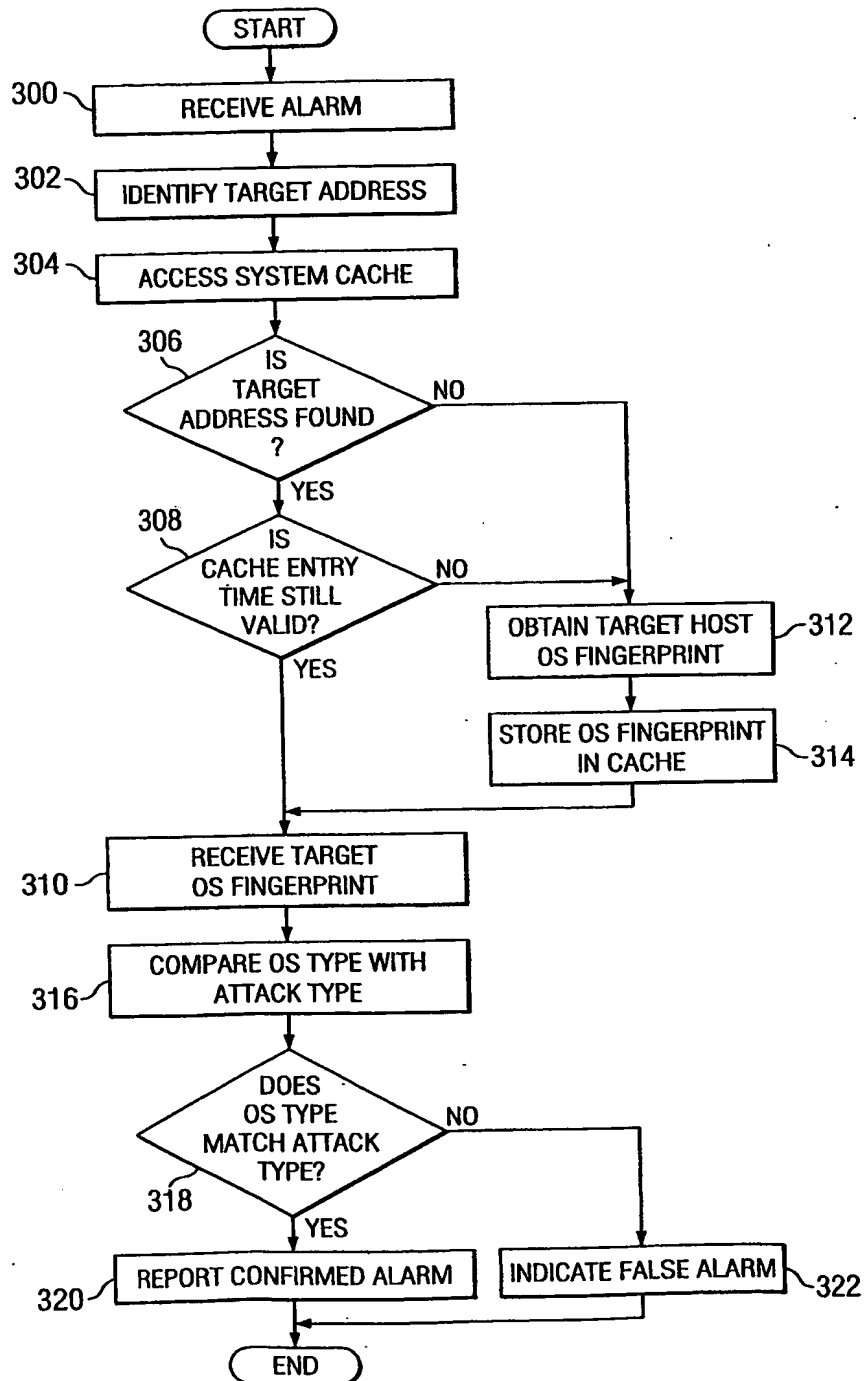 START
300
RECEIVE ALARM
302
IDENTIFY TARGET ADDRESS
304
ACCESS SYSTEM CACHE
306
IS
TARGET
ADDRESS FOUND
?
NO
YES
308
IS
CACHE ENTRY
TIME STILL
VALID?
NO
YES
OBTAIN TARGET HOST
OS FINGERPRINT
312
STORE OS FINGERPRINT
IN CACHE
314
310
RECEIVE TARGET
OS FINGERPRINT
316
COMPARE OS TYPE WITH
ATTACK TYPE
DOES
OS TYPE
MATCH ATTACK
TYPE?
NO
318
YES
320
REPORT CONFIRMED ALARM
INDICATE FALSE ALARM
322
END